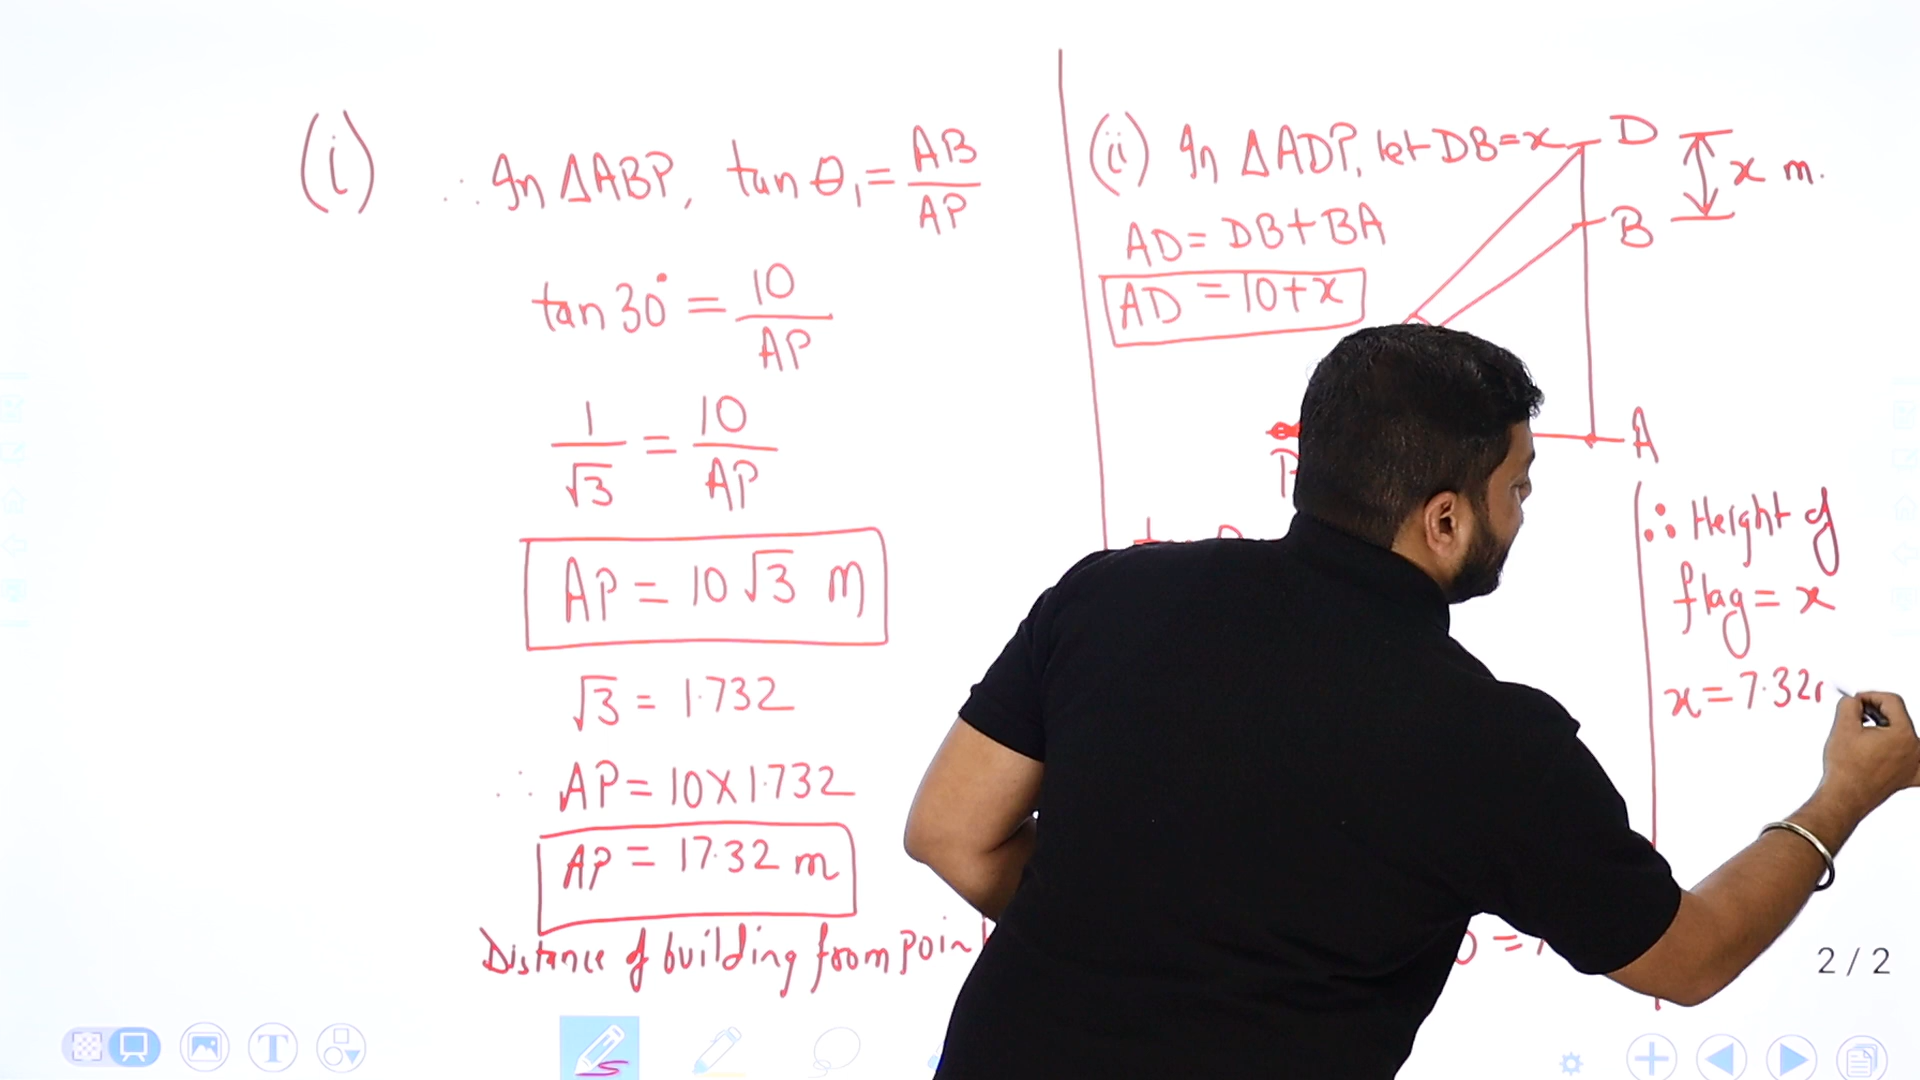 (i)
∴ In ΔABP, tan θ₁ = AB/AP
tan 30° = 10/AP
1/√3 = 10/AP
AP = 10√3 m
√3 = 1.732
∴ AP = 10 X 1.732
AP = 17.32 m
Distance of building from poin
(ii) In ΔADP, let DB = x
AD = DB + BA
AD = 10 + x
D
x m.
B
A
P
∴ Height of
flag = x
x = 7.32
0 =
2 / 2
T